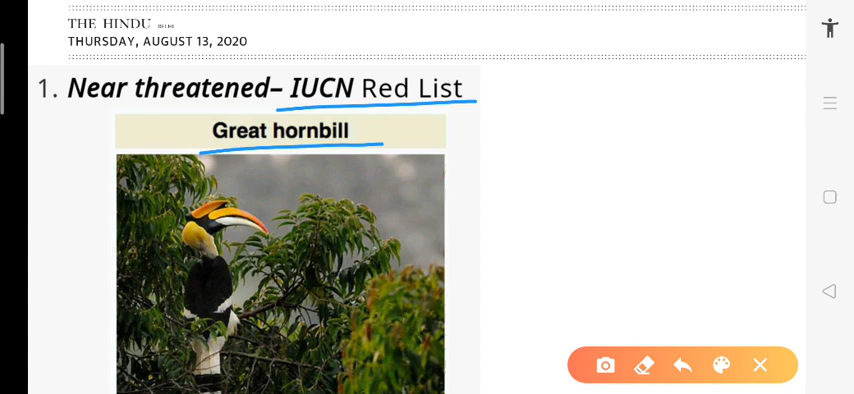 THE HINDU
THURSDAY, AUGUST 13, 2020
1. Near threatened– IUCN Red List
Great hornbill